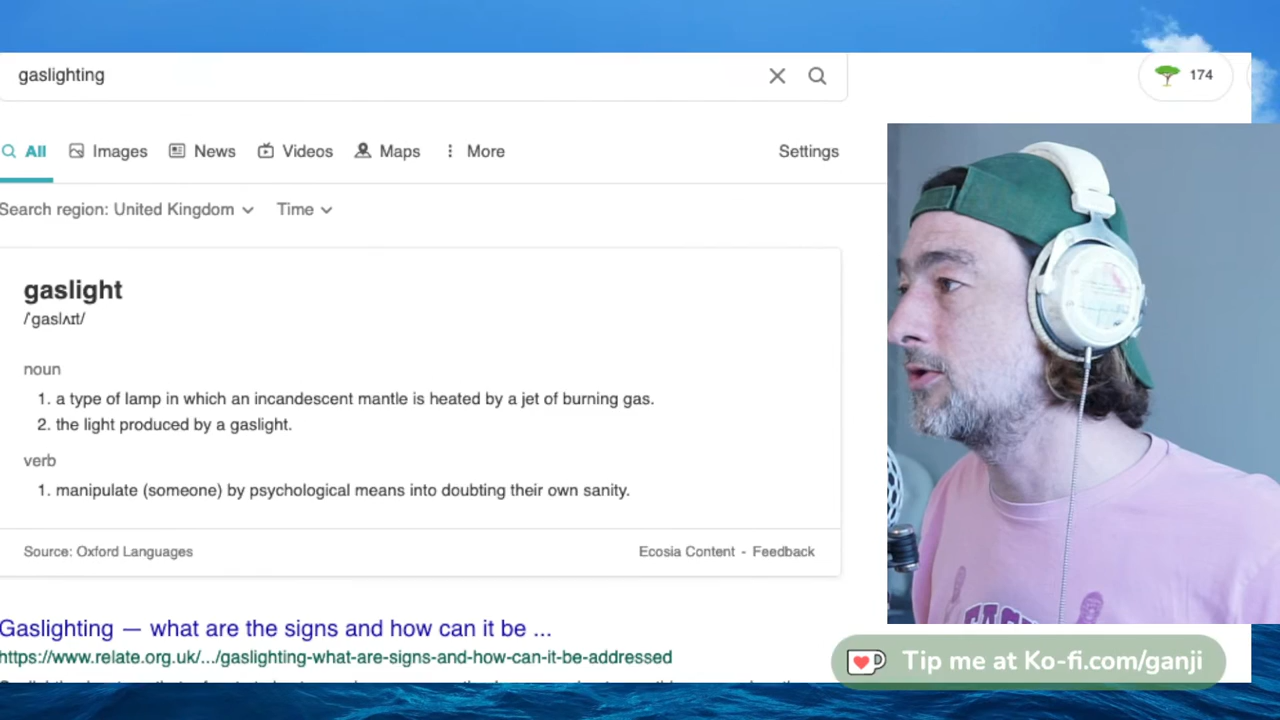 gaslighting
174
All Images News Videos Maps More Settings
Search region: United Kingdom Time
gaslight
/ˈɡaslʌɪt/
noun
1. a type of lamp in which an incandescent mantle is heated by a jet of burning gas.
2. the light produced by a gaslight.
verb
1. manipulate (someone) by psychological means into doubting their own sanity.
Source: Oxford Languages Ecosia Content - Feedback
Gaslighting — what are the signs and how can it be ...
https://www.relate.org.uk/.../gaslighting-what-are-signs-and-how-can-it-be-addressed
Tip me at Ko-fi.com/ganji